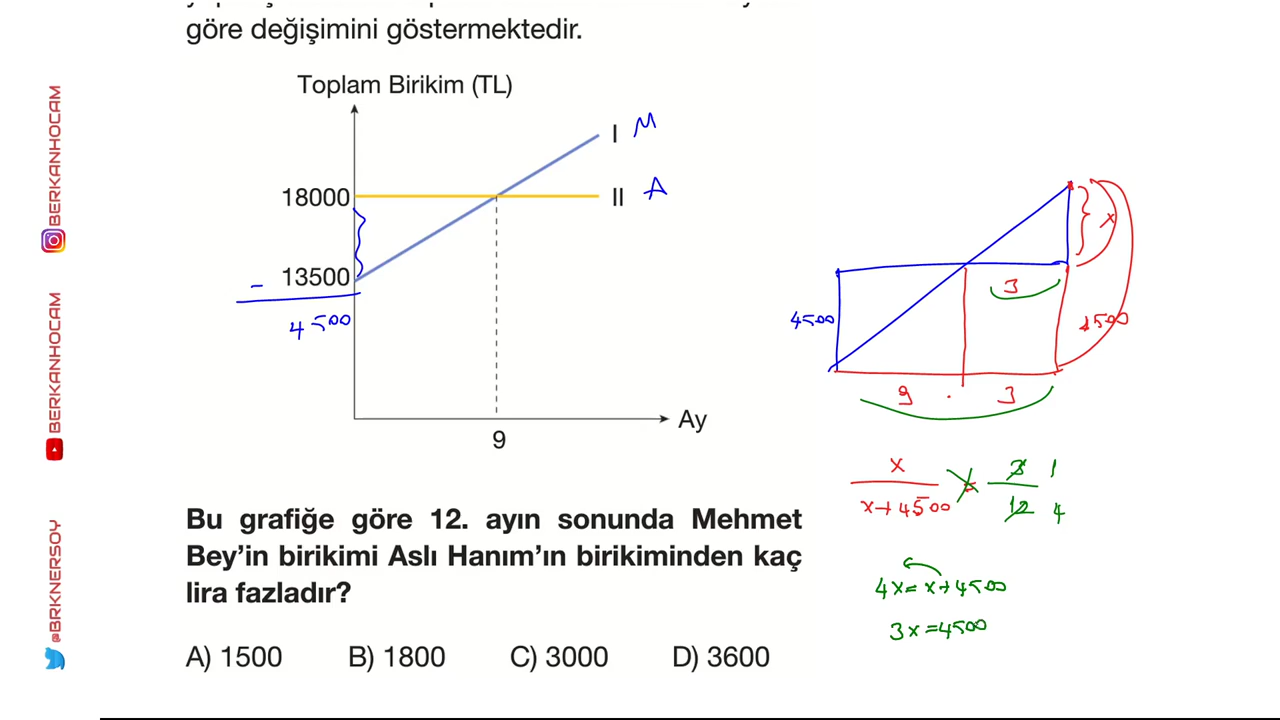 göre değişimini göstermektedir.
Toplam Birikim (TL)
I M
18000
II A
13500
- 4500
9
Ay
4500
3
x
4500
9 . 3
x / x+4500 = 3 / 12
1
4
4x=x+4500
3x=4500
Bu grafiğe göre 12. ayın sonunda Mehmet
Bey'in birikimi Aslı Hanım'ın birikiminden kaç
lira fazladır?
A) 1500 B) 1800 C) 3000 D) 3600
BERKANHOCAM
BERKANHOCAM
@BRKNERSOY